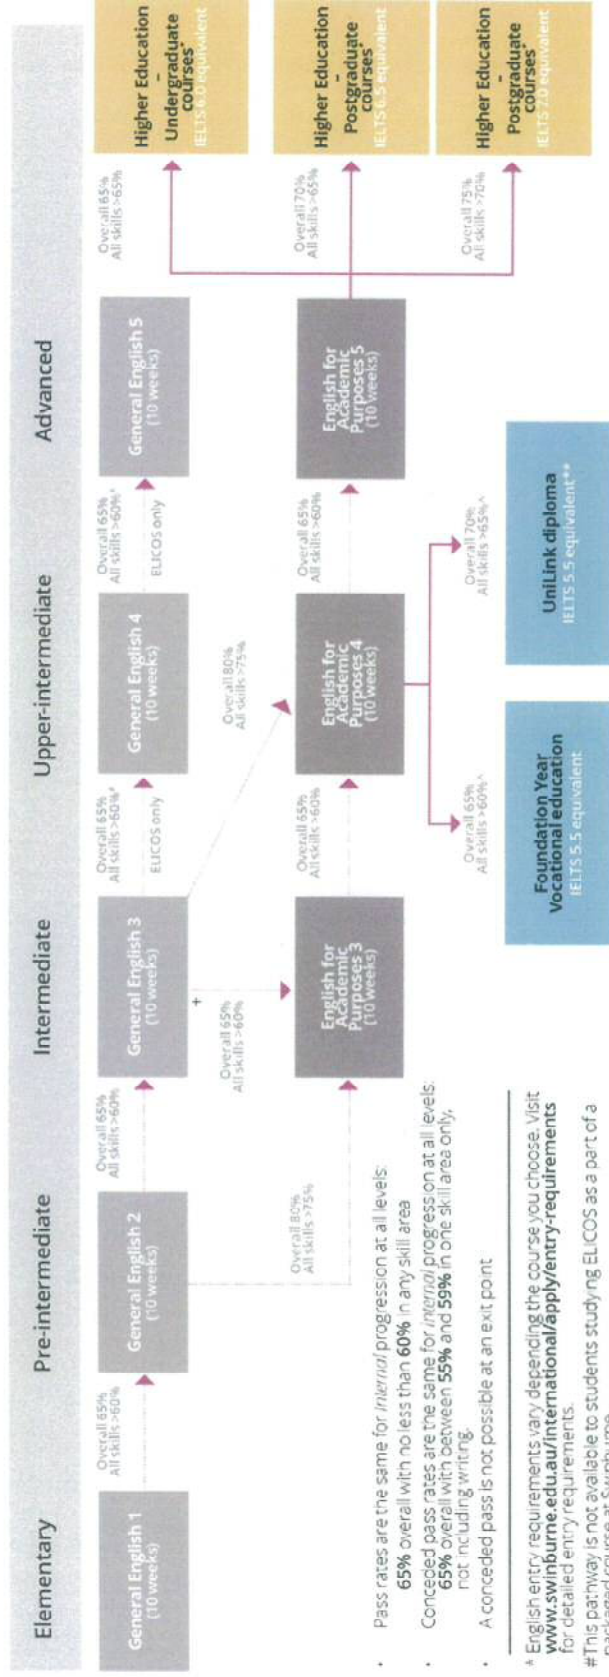 Elementary
Pre-intermediate
Intermediate
Upper-intermediate
Advanced
General English 1
(10 weeks)
Overall 65%
All skills >60%
General English 2
(10 weeks)
Overall 65%
All skills >60%
General English 3
(10 weeks)
Overall 65%
All skills >60%#
ELICOS only
General English 4
(10 weeks)
Overall 65%
All skills >60%#
ELICOS only
General English 5
(10 weeks)
Overall 80%
All skills >75%
+
Overall 65%
All skills >60%
Overall 80%
All skills >75%
English for
Academic
Purposes 3
(10 weeks)
Overall 65%
All skills >60%
English for
Academic
Purposes 4
(10 weeks)
Overall 65%
All skills >60%
English for
Academic
Purposes 5
(10 weeks)
Overall 65%
All skills >65%
Higher Education
–
Undergraduate
courses*
IELTS 6.0 equivalent
Overall 70%
All skills >65%
Higher Education
–
Postgraduate
courses*
IELTS 6.5 equivalent
Overall 75%
All skills >70%
Higher Education
–
Postgraduate
courses*
IELTS 7.0 equivalent
Overall 65%
All skills >60%^
Foundation Year
Vocational education
IELTS 5.5 equivalent
Overall 70%
All skills >65%^
UniLink diploma
IELTS 5.5 equivalent**
• Pass rates are the same for internal progression at all levels:
65% overall with no less than 60% in any skill area
• Conceded pass rates are the same for internal progression at all levels:
65% overall with between 55% and 59% in one skill area only,
not including writing.
• A conceded pass is not possible at an exit point
* English entry requirements vary depending the course you choose. Visit
www.swinburne.edu.au/international/apply/entry-requirements
for detailed entry requirements.
#This pathway is not available to students studying ELICOS as a part of a
packaged course at Swinburne